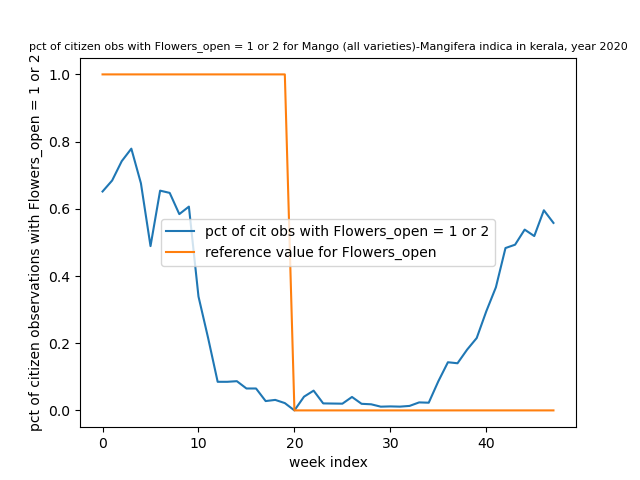 pct of citizen obs with Flowers_open = 1 or 2 for Mango (all varieties)-Mangifera indica in kerala, year 2020
pct of citizen observations with Flowers_open = 1 or 2
1.0
0.8
0.6
0.4
0.2
0.0
pct of cit obs with Flowers_open = 1 or 2
reference value for Flowers_open
0 10 20 30 40
week index